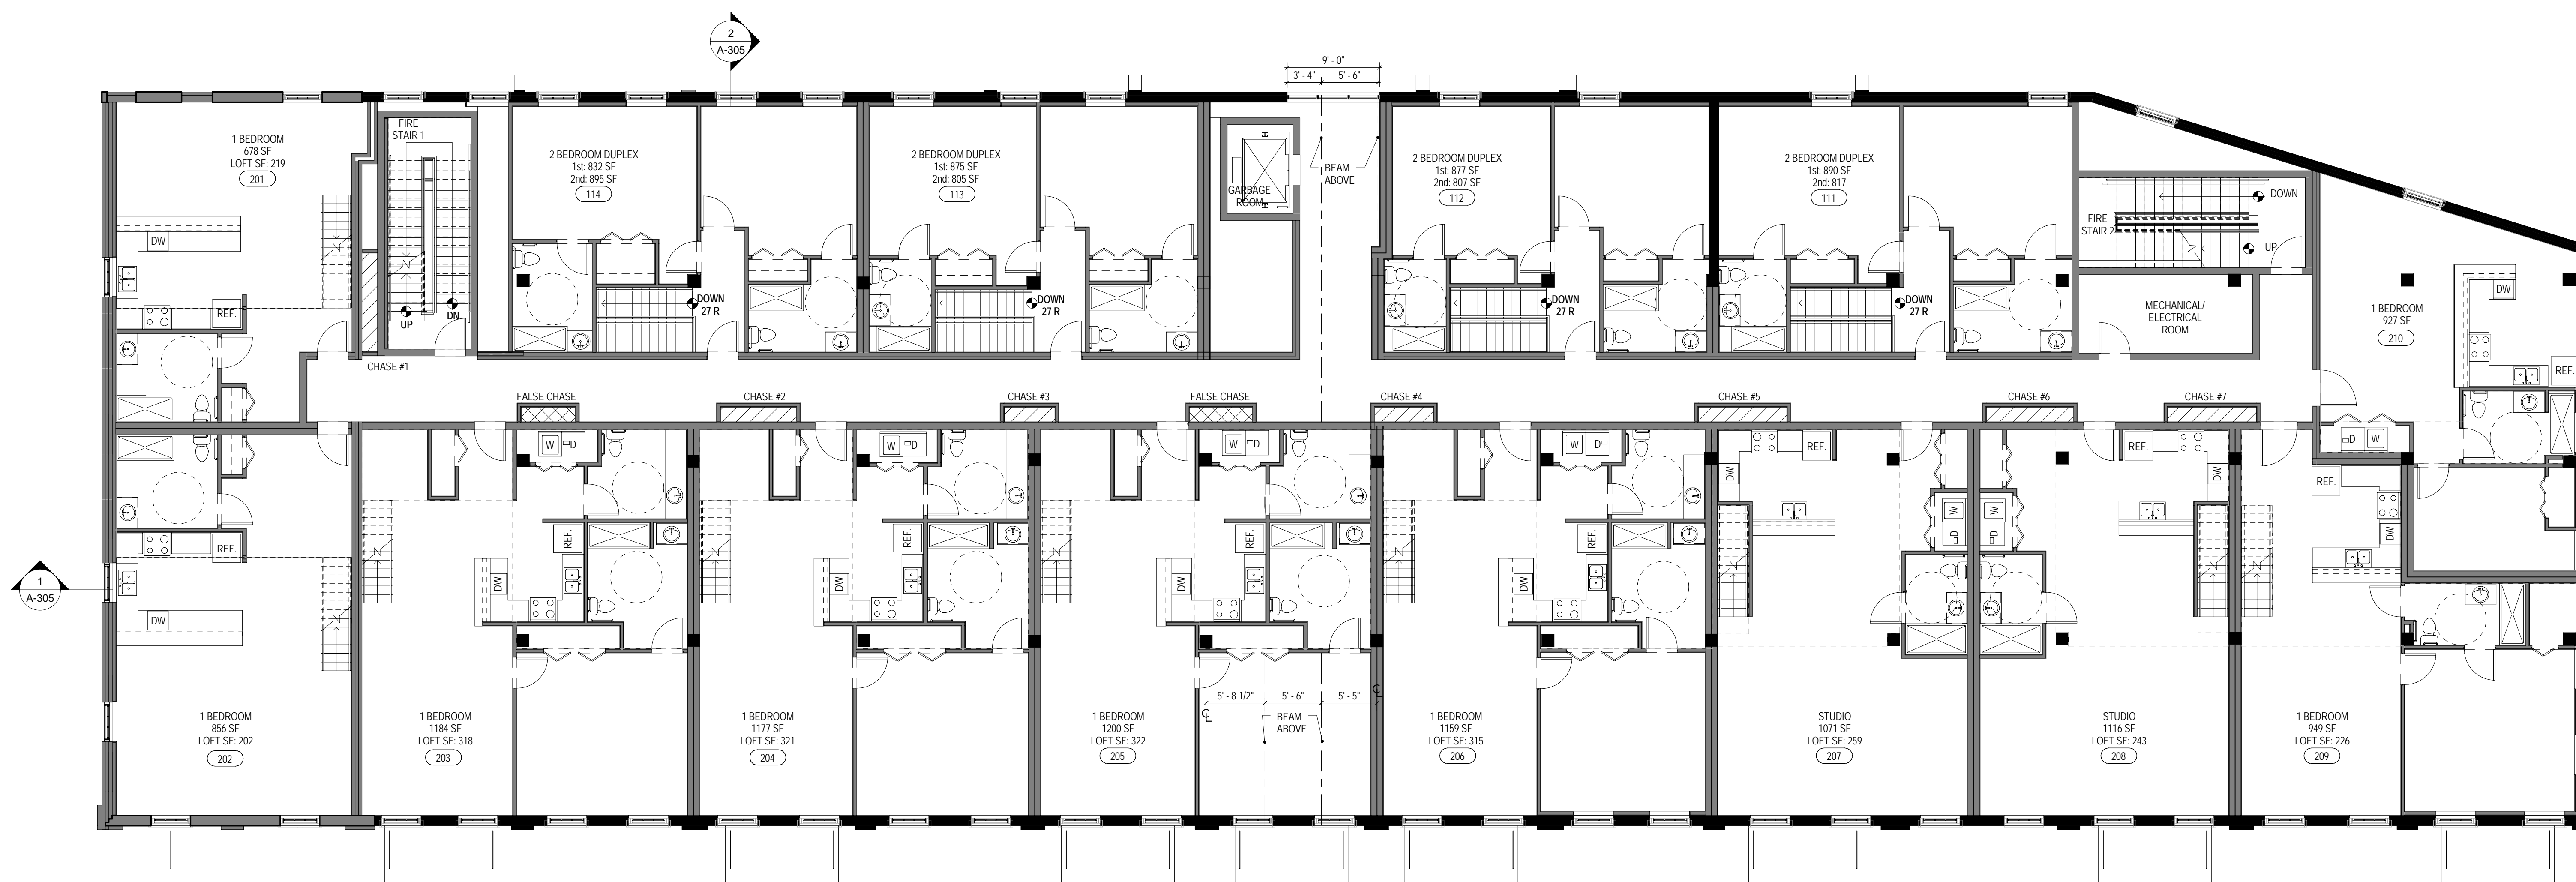 2
A-305
9' - 0"
3' - 4"
5' - 6"
1 BEDROOM
678 SF
LOFT SF: 219
201
FIRE
STAIR 1
2 BEDROOM DUPLEX
1st: 832 SF
2nd: 895 SF
114
2 BEDROOM DUPLEX
1st: 875 SF
2nd: 805 SF
113
GARBAGE
ROOM
BEAM
ABOVE
2 BEDROOM DUPLEX
1st: 877 SF
2nd: 807 SF
112
2 BEDROOM DUPLEX
1st: 890 SF
2nd: 817
111
DOWN
FIRE
STAIR 2
UP
DW
REF.
UP
DN
DOWN
27 R
DOWN
27 R
DOWN
27 R
DOWN
27 R
MECHANICAL/
ELECTRICAL
ROOM
1 BEDROOM
927 SF
210
DW
REF.
CHASE #1
FALSE CHASE
CHASE #2
CHASE #3
FALSE CHASE
CHASE #4
CHASE #5
CHASE #6
CHASE #7
W
D
W
D
W
D
W
D
REF.
REF.
D
W
REF.
DW
DW
W
D
W
D
REF.
DW
REF.
REF.
REF.
REF.
REF.
DW
DW
DW
DW
DW
1
A-305
DW
5' - 8 1/2"
5' - 6"
5' - 5"
BEAM
ABOVE
1 BEDROOM
856 SF
LOFT SF: 202
202
1 BEDROOM
1184 SF
LOFT SF: 318
203
1 BEDROOM
1177 SF
LOFT SF: 321
204
1 BEDROOM
1200 SF
LOFT SF: 322
205
1 BEDROOM
1159 SF
LOFT SF: 315
206
STUDIO
1071 SF
LOFT SF: 259
207
STUDIO
1116 SF
LOFT SF: 243
208
1 BEDROOM
949 SF
LOFT SF: 226
209